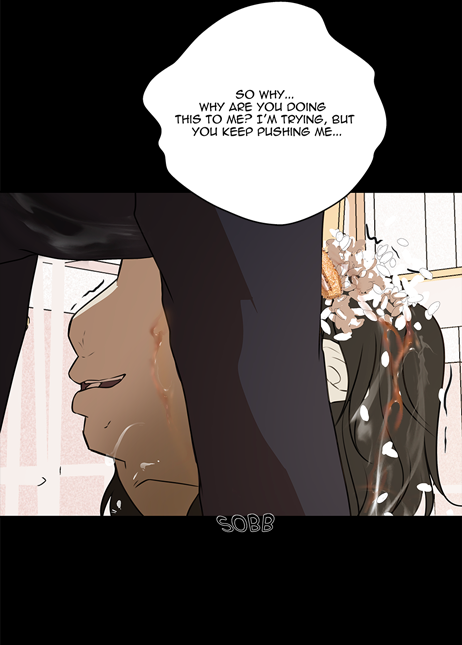 SO WHY...
WHY ARE YOU DOING
THIS TO ME? I'M TRYING, BUT
YOU KEEP PUSHING ME...
SOBB